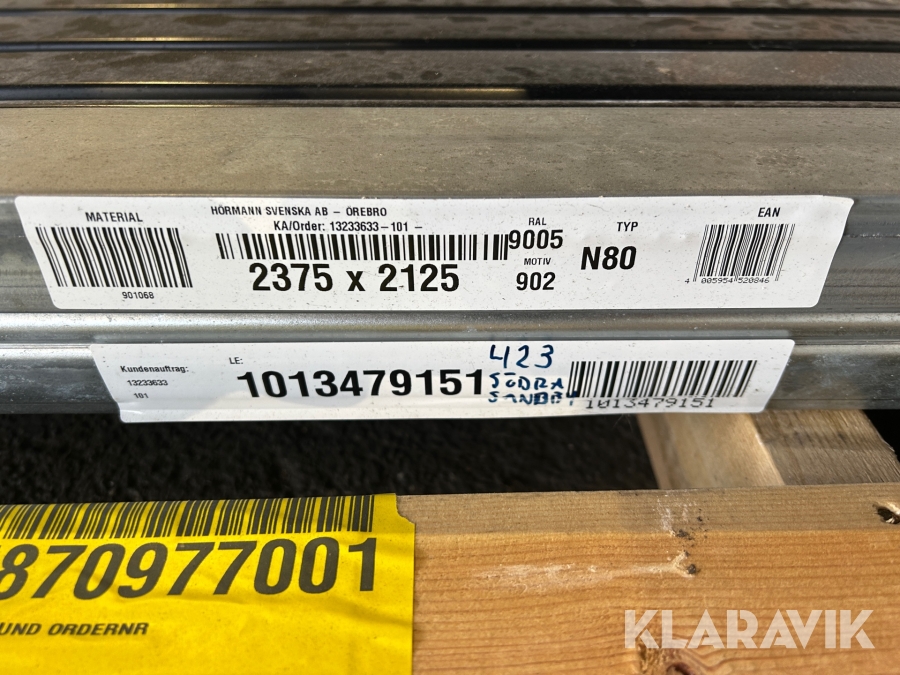 MATERIAL
901068
HÖRMANN SVENSKA AB - ÖREBRO
KA/Order: 13233633-101 -
2375 x 2125
RAL
9005
MOTIV
902
TYP
N80
EAN
4 005954 520846
Kundenauftrag:
13233633
101
LE:
1013479151
423
SÖDRA
SANDBY
1013479151
870977001
UND ORDERNR
KLARAVIK